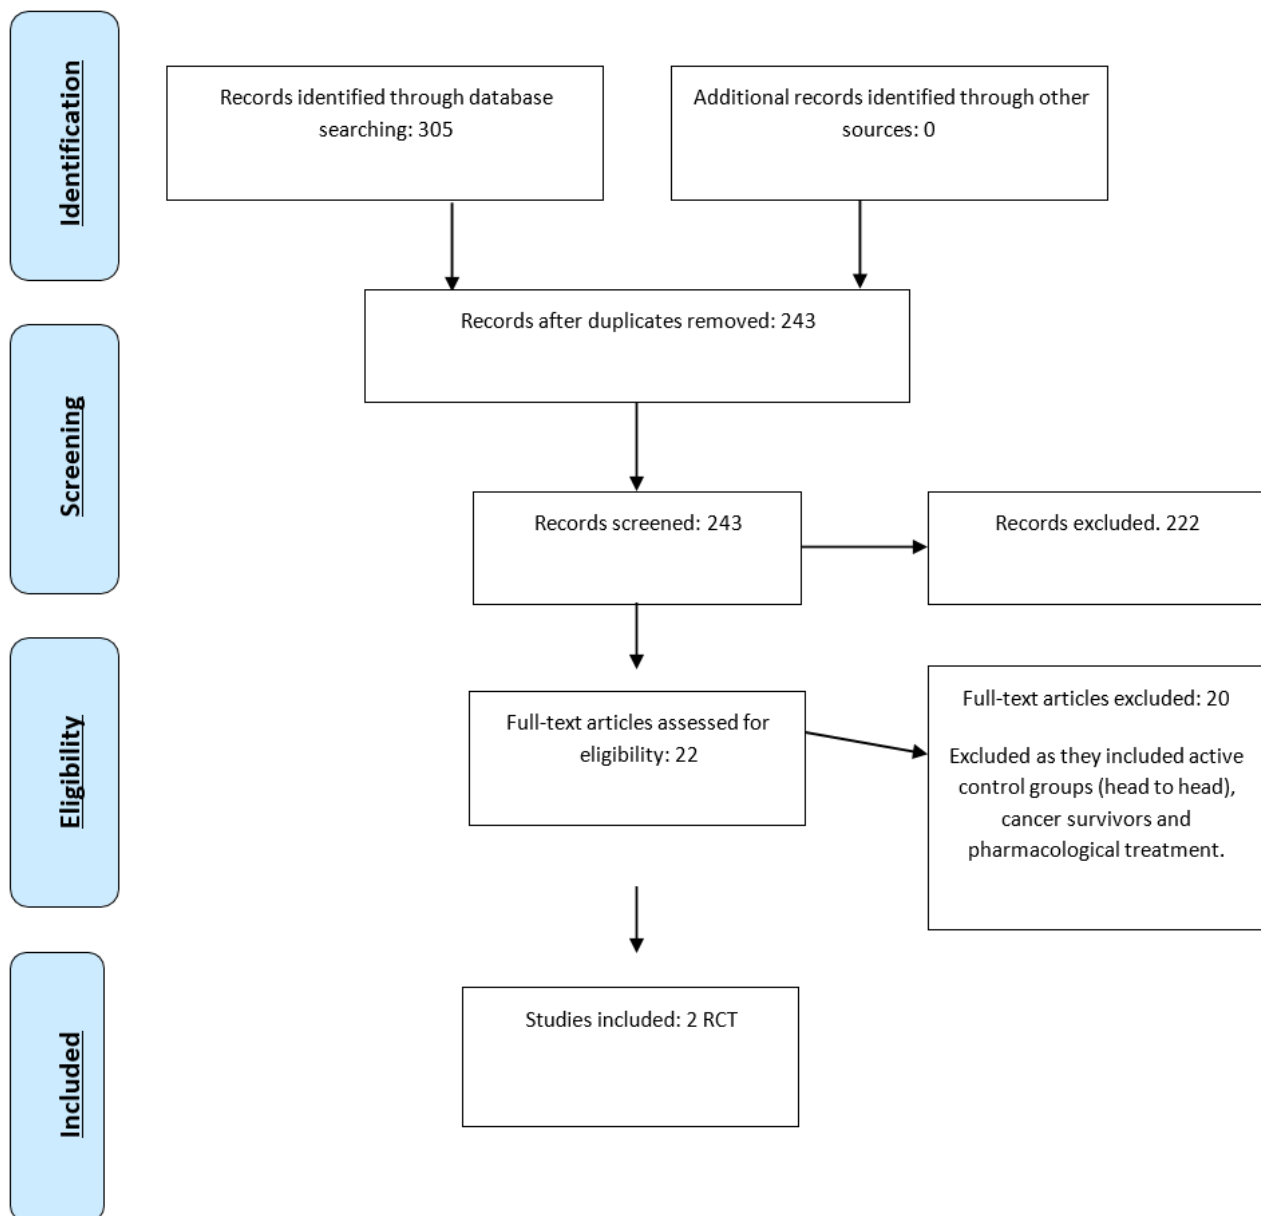 Identification
Records identified through database
searching: 305
Additional records identified through other
sources: 0
Records after duplicates removed: 243
Screening
Records screened: 243
Records excluded. 222
Eligibility
Full-text articles assessed for
eligibility: 22
Full-text articles excluded: 20
Excluded as they included active
control groups (head to head),
cancer survivors and
pharmacological treatment.
Included
Studies included: 2 RCT